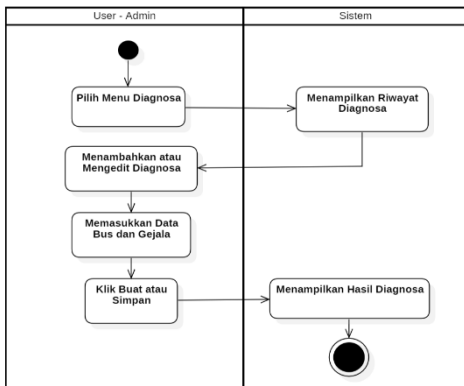 User - Admin
Sistem
Pilih Menu Diagnosa
Menampilkan Riwayat
Diagnosa
Menambahkan atau
Mengedit Diagnosa
Memasukkan Data
Bus dan Gejala
Klik Buat atau
Simpan
Menampilkan Hasil Diagnosa